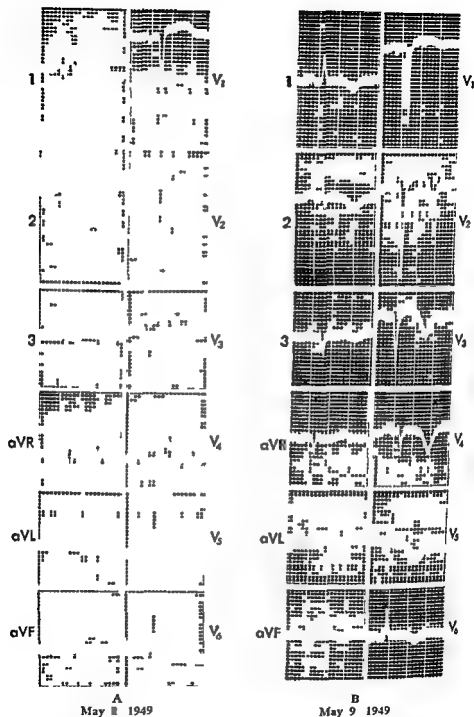 1 V1 1 V1
2 V2 2 V2
3 V3 3 V3
aVR V4 aVR V4
aVL V5 aVL V5
aVF V6 aVF V6
A B
May 1949 May 9 1949